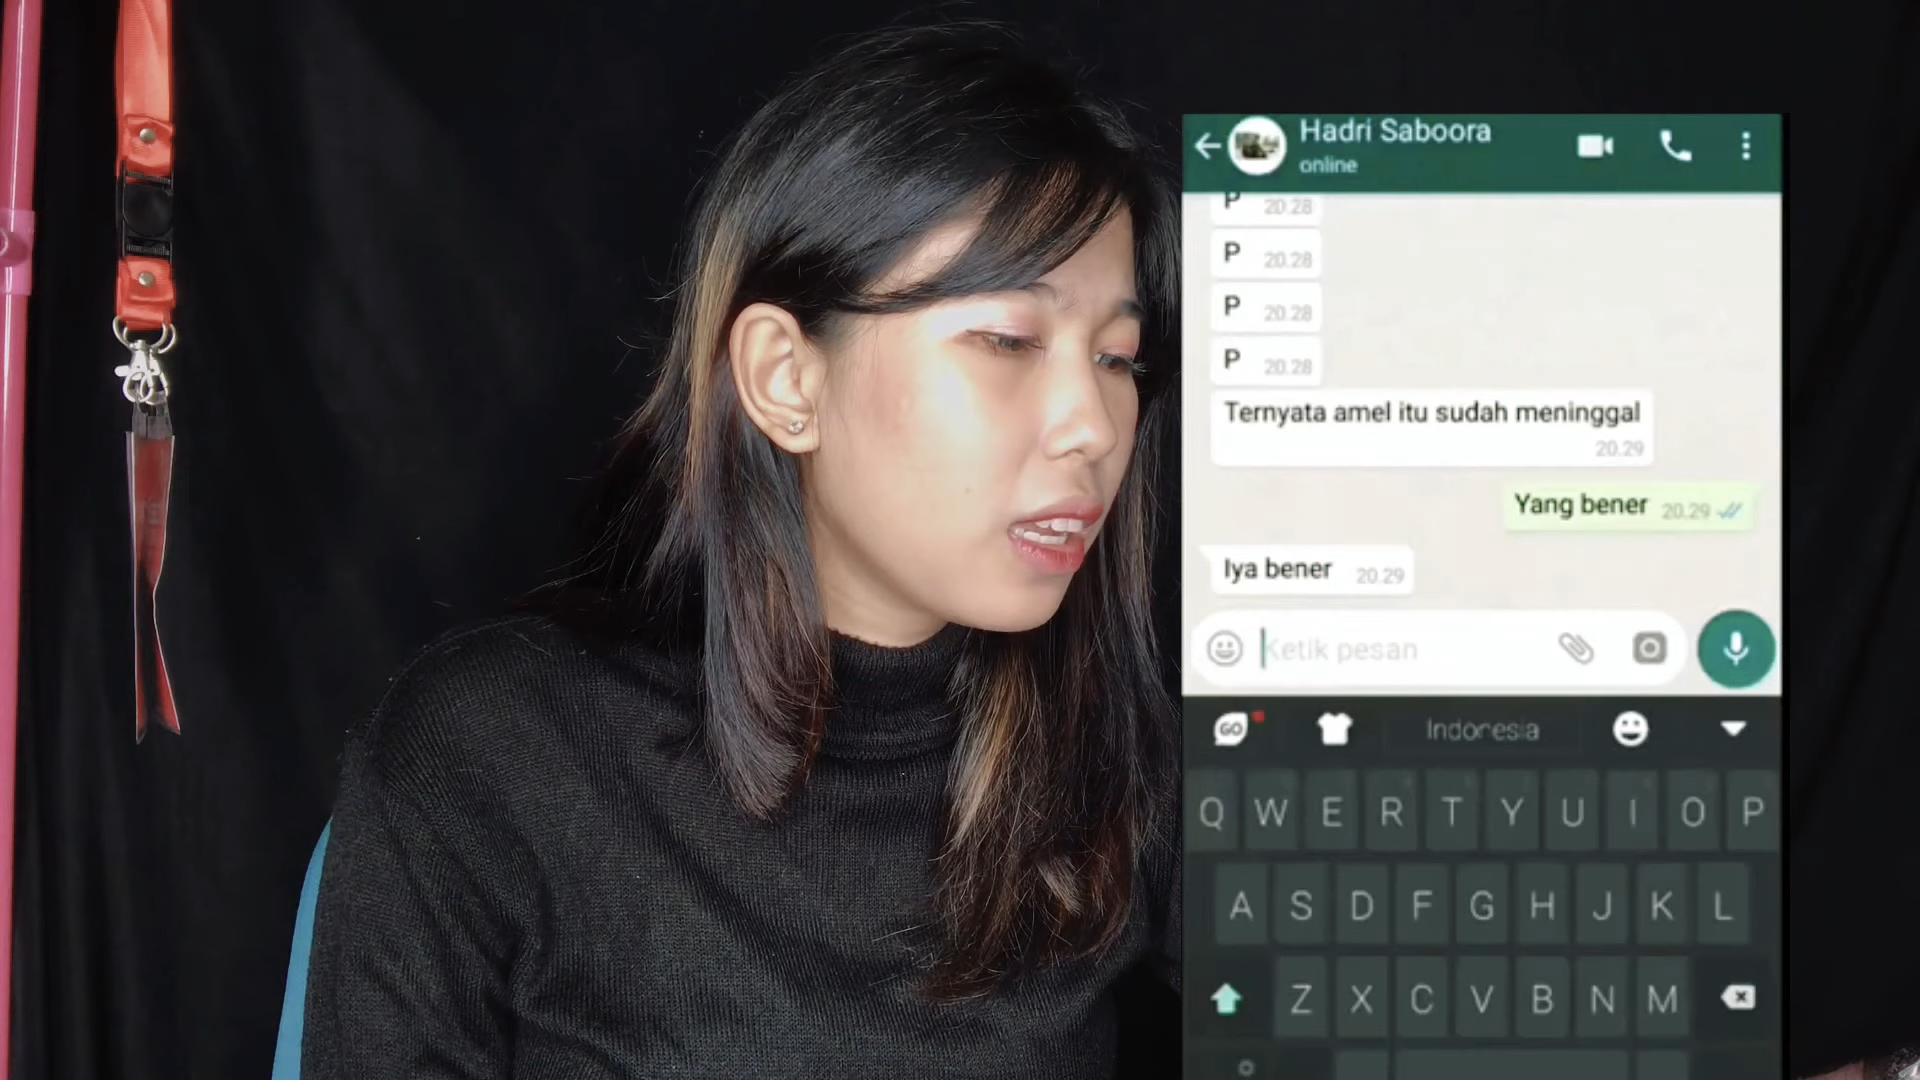 Hadri Saboora
online
P 20.28
P 20.28
P 20.28
P 20.28
Ternyata amel itu sudah meninggal
20.29
Yang bener 20.29
Iya bener 20.29
Ketik pesan
GO Indonesia
Q W E R T Y U I O P
A S D F G H J K L
Z X C V B N M